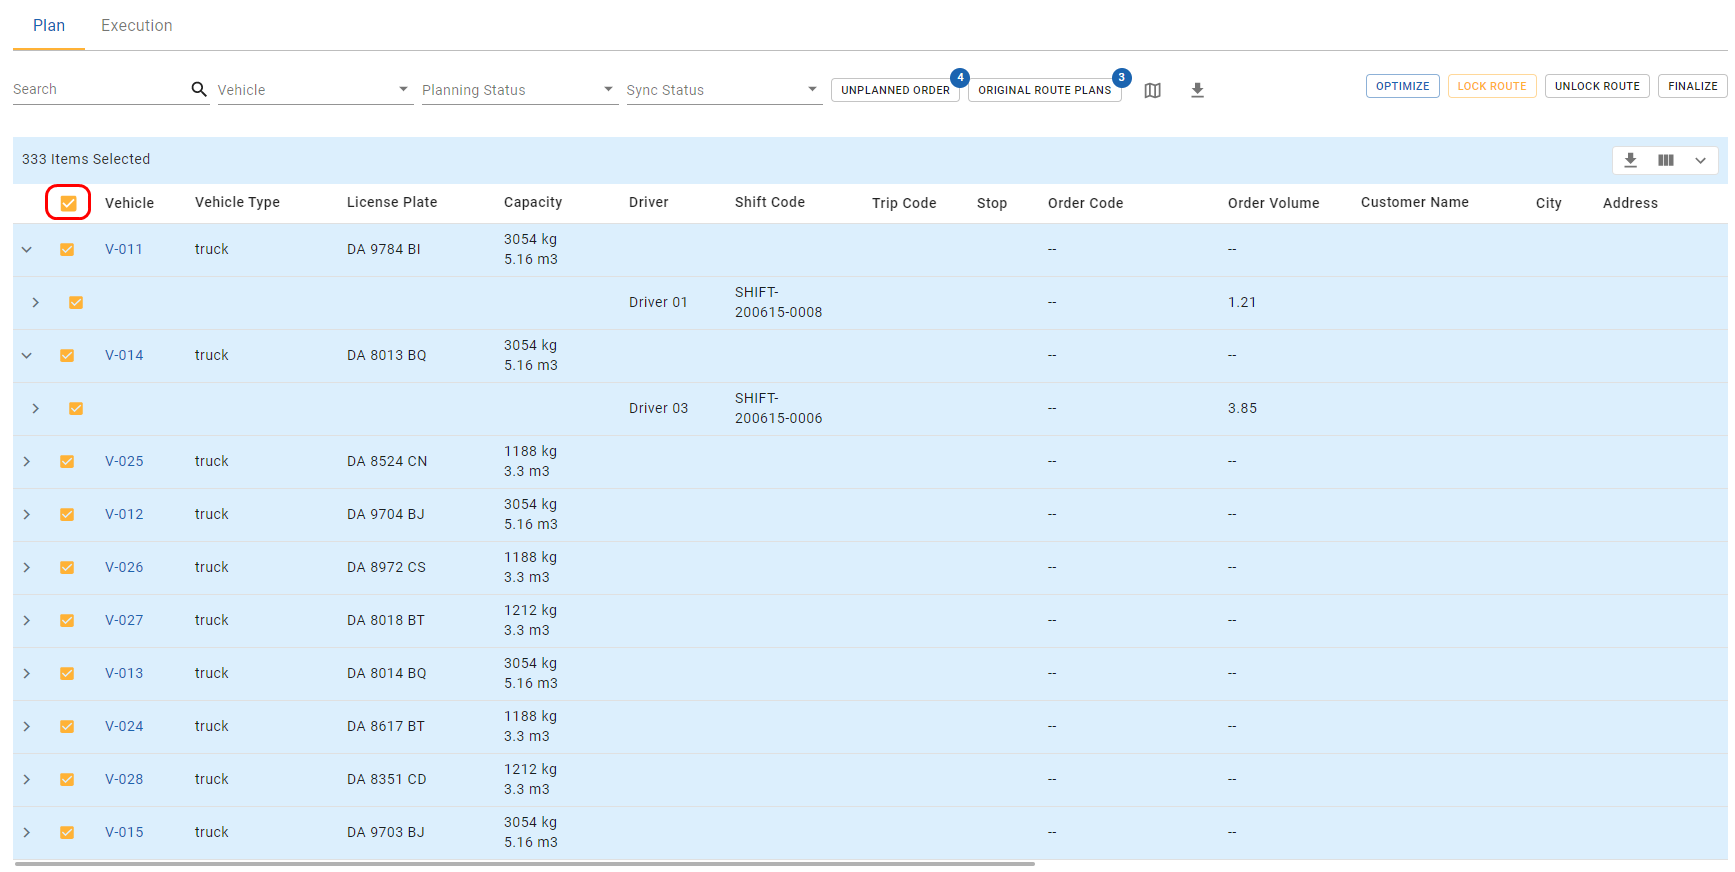 Plan Execution
Search Vehicle Planning Status Sync Status UNPLANNED ORDER 4 ORIGINAL ROUTE PLANS 3 OPTIMIZE LOCK ROUTE UNLOCK ROUTE FINALIZE
333 Items Selected
Vehicle Vehicle Type License Plate Capacity Driver Shift Code Trip Code Stop Order Code Order Volume Customer Name City Address
V-011 truck DA 9784 BI 3054 kg -- --
5.16 m3
Driver 01 SHIFT- -- 1.21
200615-0008
V-014 truck DA 8013 BQ 3054 kg -- --
5.16 m3
Driver 03 SHIFT- -- 3.85
200615-0006
V-025 truck DA 8524 CN 1188 kg -- --
3.3 m3
V-012 truck DA 9704 BJ 3054 kg -- --
5.16 m3
V-026 truck DA 8972 CS 1188 kg -- --
3.3 m3
V-027 truck DA 8018 BT 1212 kg -- --
3.3 m3
V-013 truck DA 8014 BQ 3054 kg -- --
5.16 m3
V-024 truck DA 8617 BT 1188 kg -- --
3.3 m3
V-028 truck DA 8351 CD 1212 kg -- --
3.3 m3
V-015 truck DA 9703 BJ 3054 kg -- --
5.16 m3